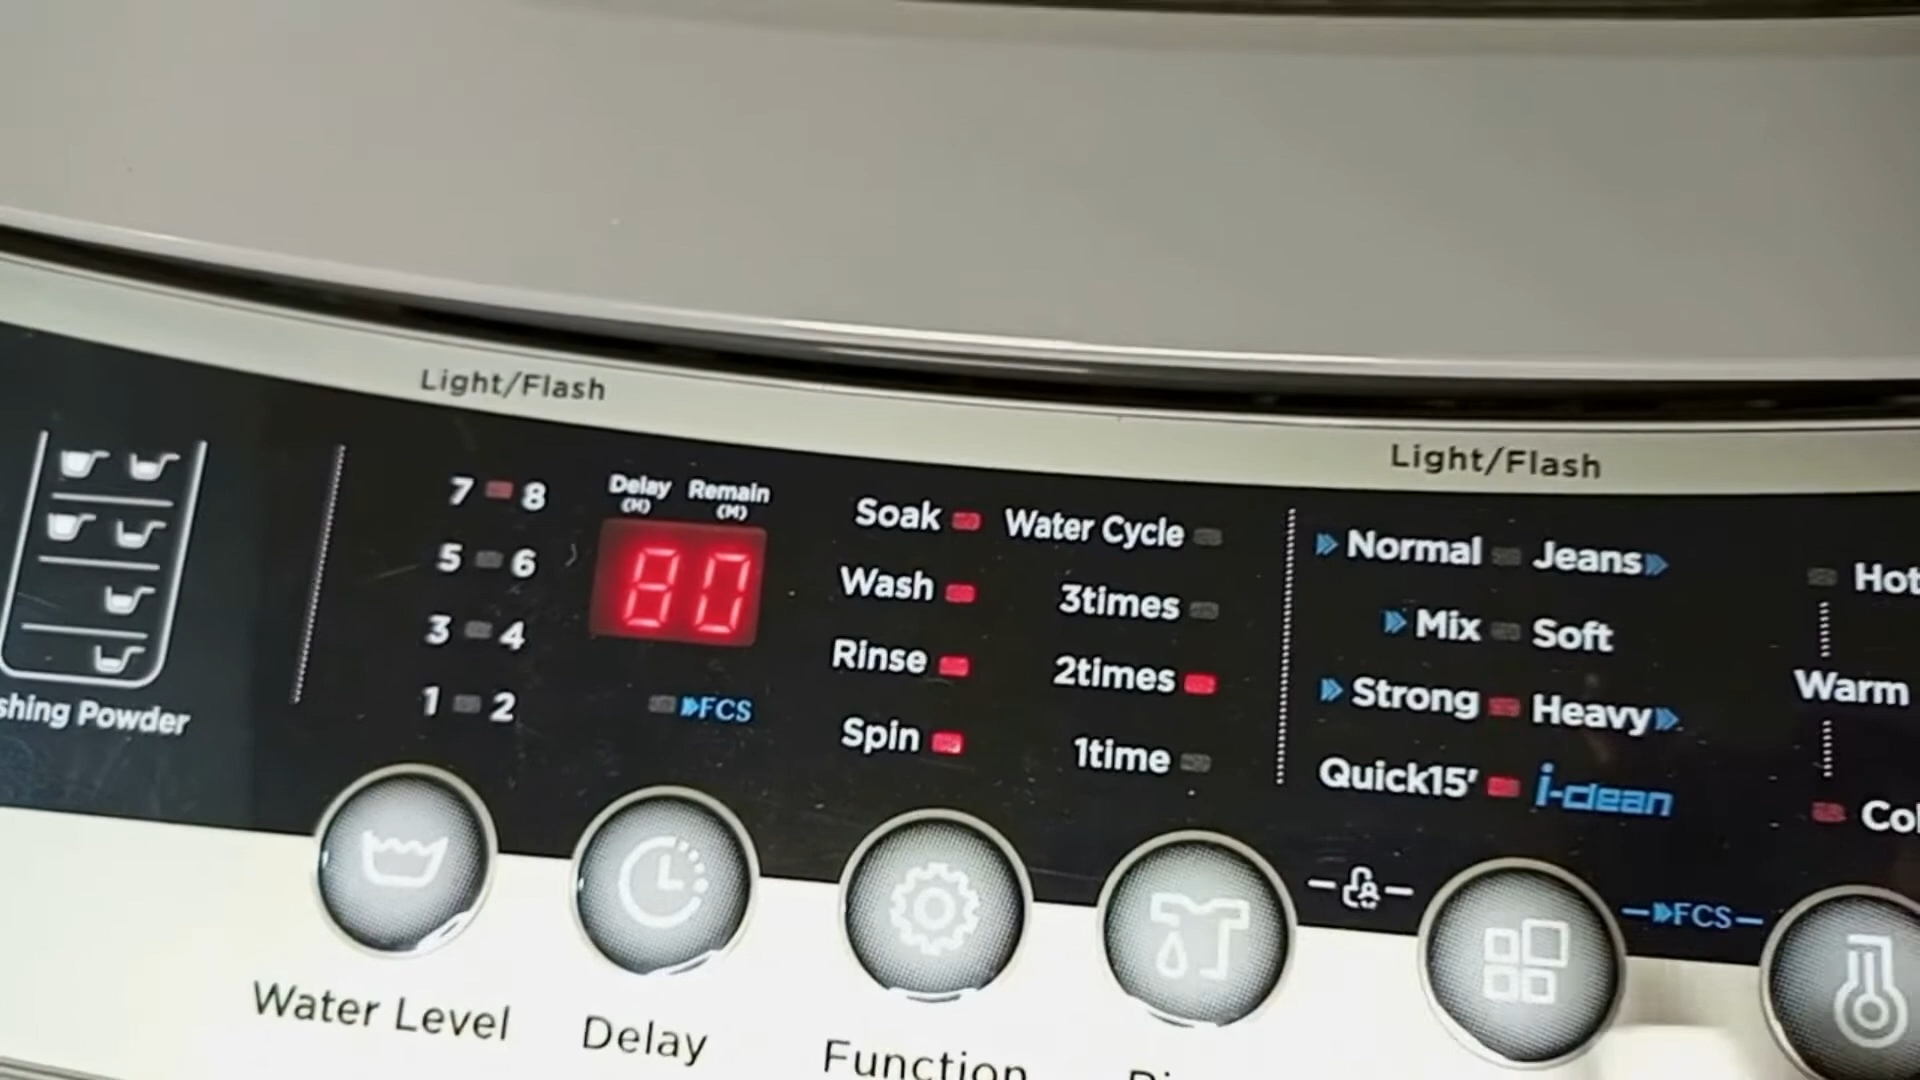 Light/Flash
Light/Flash
7 8
5 6
3 4
1 2
Delay Remain
(H) (M)
80
FCS
Soak
Wash
Rinse
Spin
Water Cycle
3times
2times
1time
Normal Jeans
Mix Soft
Strong Heavy
Quick15' i-clean
Hot
Warm
Powder
FCS
Water Level
Delay
Function